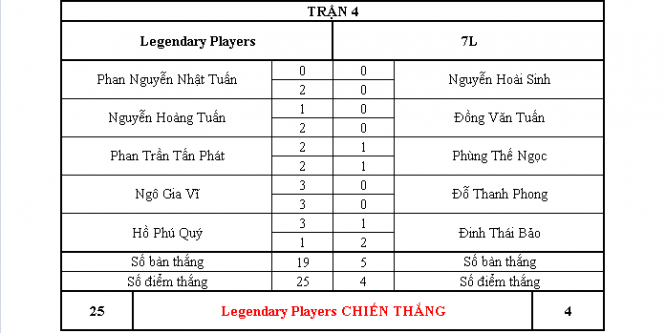 TRẬN 4
Legendary Players 7L
Phan Nguyễn Nhật Tuấn 0 0 Nguyễn Hoài Sinh
2 0
Nguyễn Hoàng Tuấn 1 0 Đồng Văn Tuấn
2 0
Phan Trần Tấn Phát 2 1 Phùng Thế Ngọc
2 1
Ngô Gia Vĩ 3 0 Đỗ Thanh Phong
3 0
Hồ Phú Quý 3 1 Đinh Thái Bảo
1 2
Số bàn thắng 19 5 Số bàn thắng
Số điểm thắng 25 4 Số điểm thắng
25 Legendary Players CHIẾN THẮNG 4